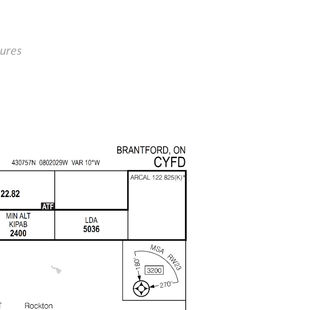 ures
BRANTFORD, ON
430757N 0802029W VAR 10°W CYFD
ARCAL 122.825(K)*
22.82
ATF
MIN ALT
KIPAB
2400
LDA
5036
MSA RW23
180°
3200
270°
Rockton